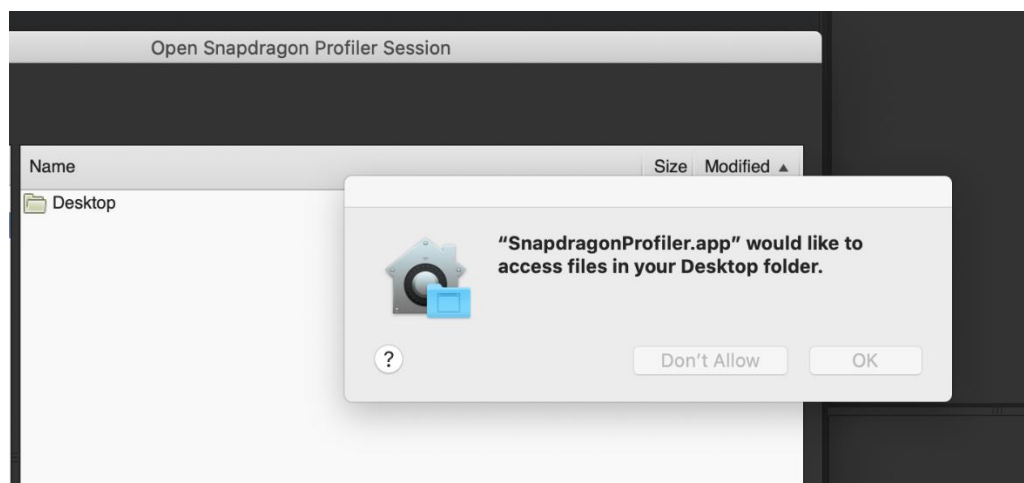 Open Snapdragon Profiler Session
Name Size Modified ▲
Desktop
“SnapdragonProfiler.app” would like to
access files in your Desktop folder.
? Don’t Allow OK